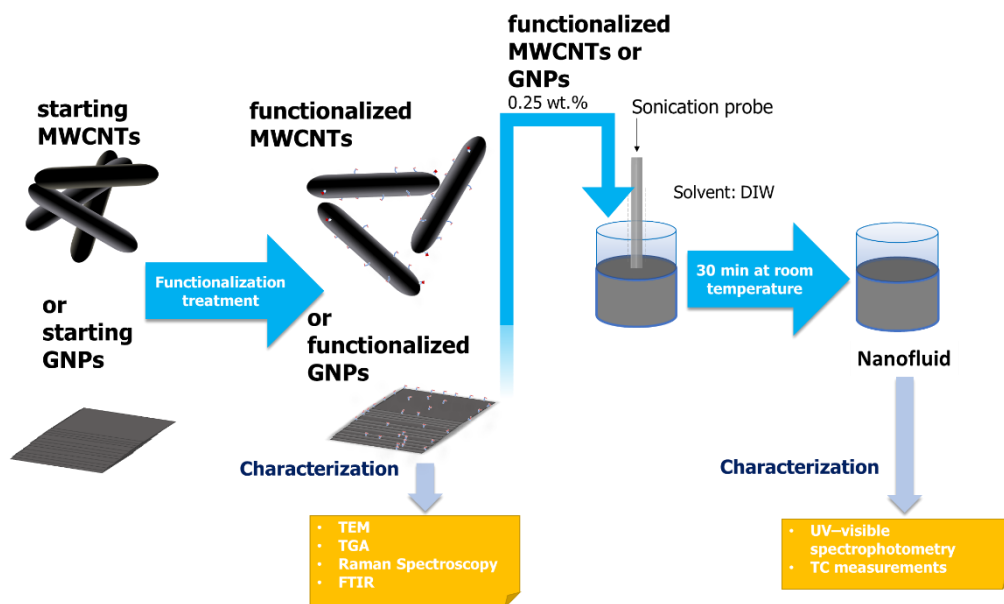 starting
MWCNTs
or
starting
GNPs
Functionalization
treatment
functionalized
MWCNTs
or
functionalized
GNPs
Characterization
• TEM
• TGA
• Raman Spectroscopy
• FTIR
functionalized
MWCNTs or
GNPs
0.25 wt.%
Sonication probe
Solvent: DIW
30 min at room
temperature
Nanofluid
Characterization
• UV–visible
spectrophotometry
• TC measurements